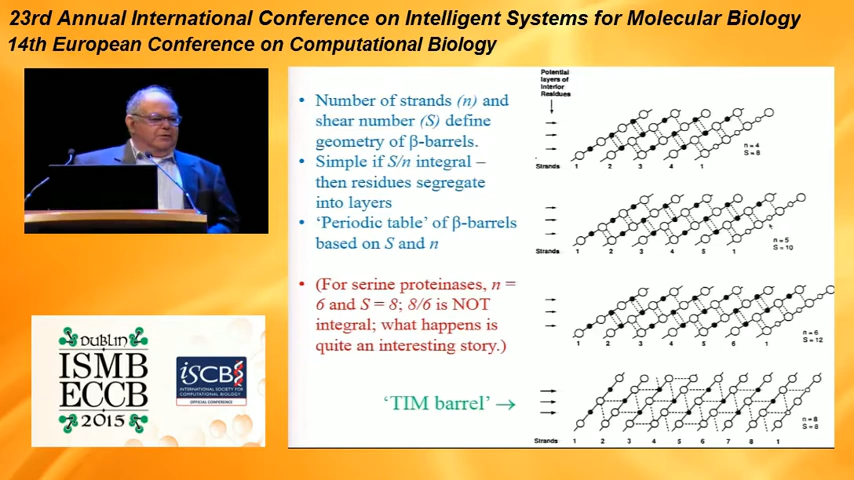 23rd Annual International Conference on Intelligent Systems for Molecular Biology
14th European Conference on Computational Biology
• Number of strands (n) and
shear number (S) define
geometry of β-barrels.
• Simple if S/n integral –
then residues segregate
into layers
• 'Periodic table' of β-barrels
based on S and n
• (For serine proteinases, n =
6 and S = 8; 8/6 is NOT
integral; what happens is
quite an interesting story.)
'TIM barrel' →
Potential
layers of
Interior
Residues
n = 4
S = 8
Strands 1 2 3 4 1
n = 5
S = 10
Strands 1 2 3 4 5 1
n = 6
S = 12
Strands 1 2 3 4 5 6 1
n = 8
S = 8
Strands 1 2 3 4 5 6 7 8 1
DUBLIN
ISMB
ECCB
2015
iSCB
INTERNATIONAL SOCIETY FOR
COMPUTATIONAL BIOLOGY
OFFICIAL CONFERENCE